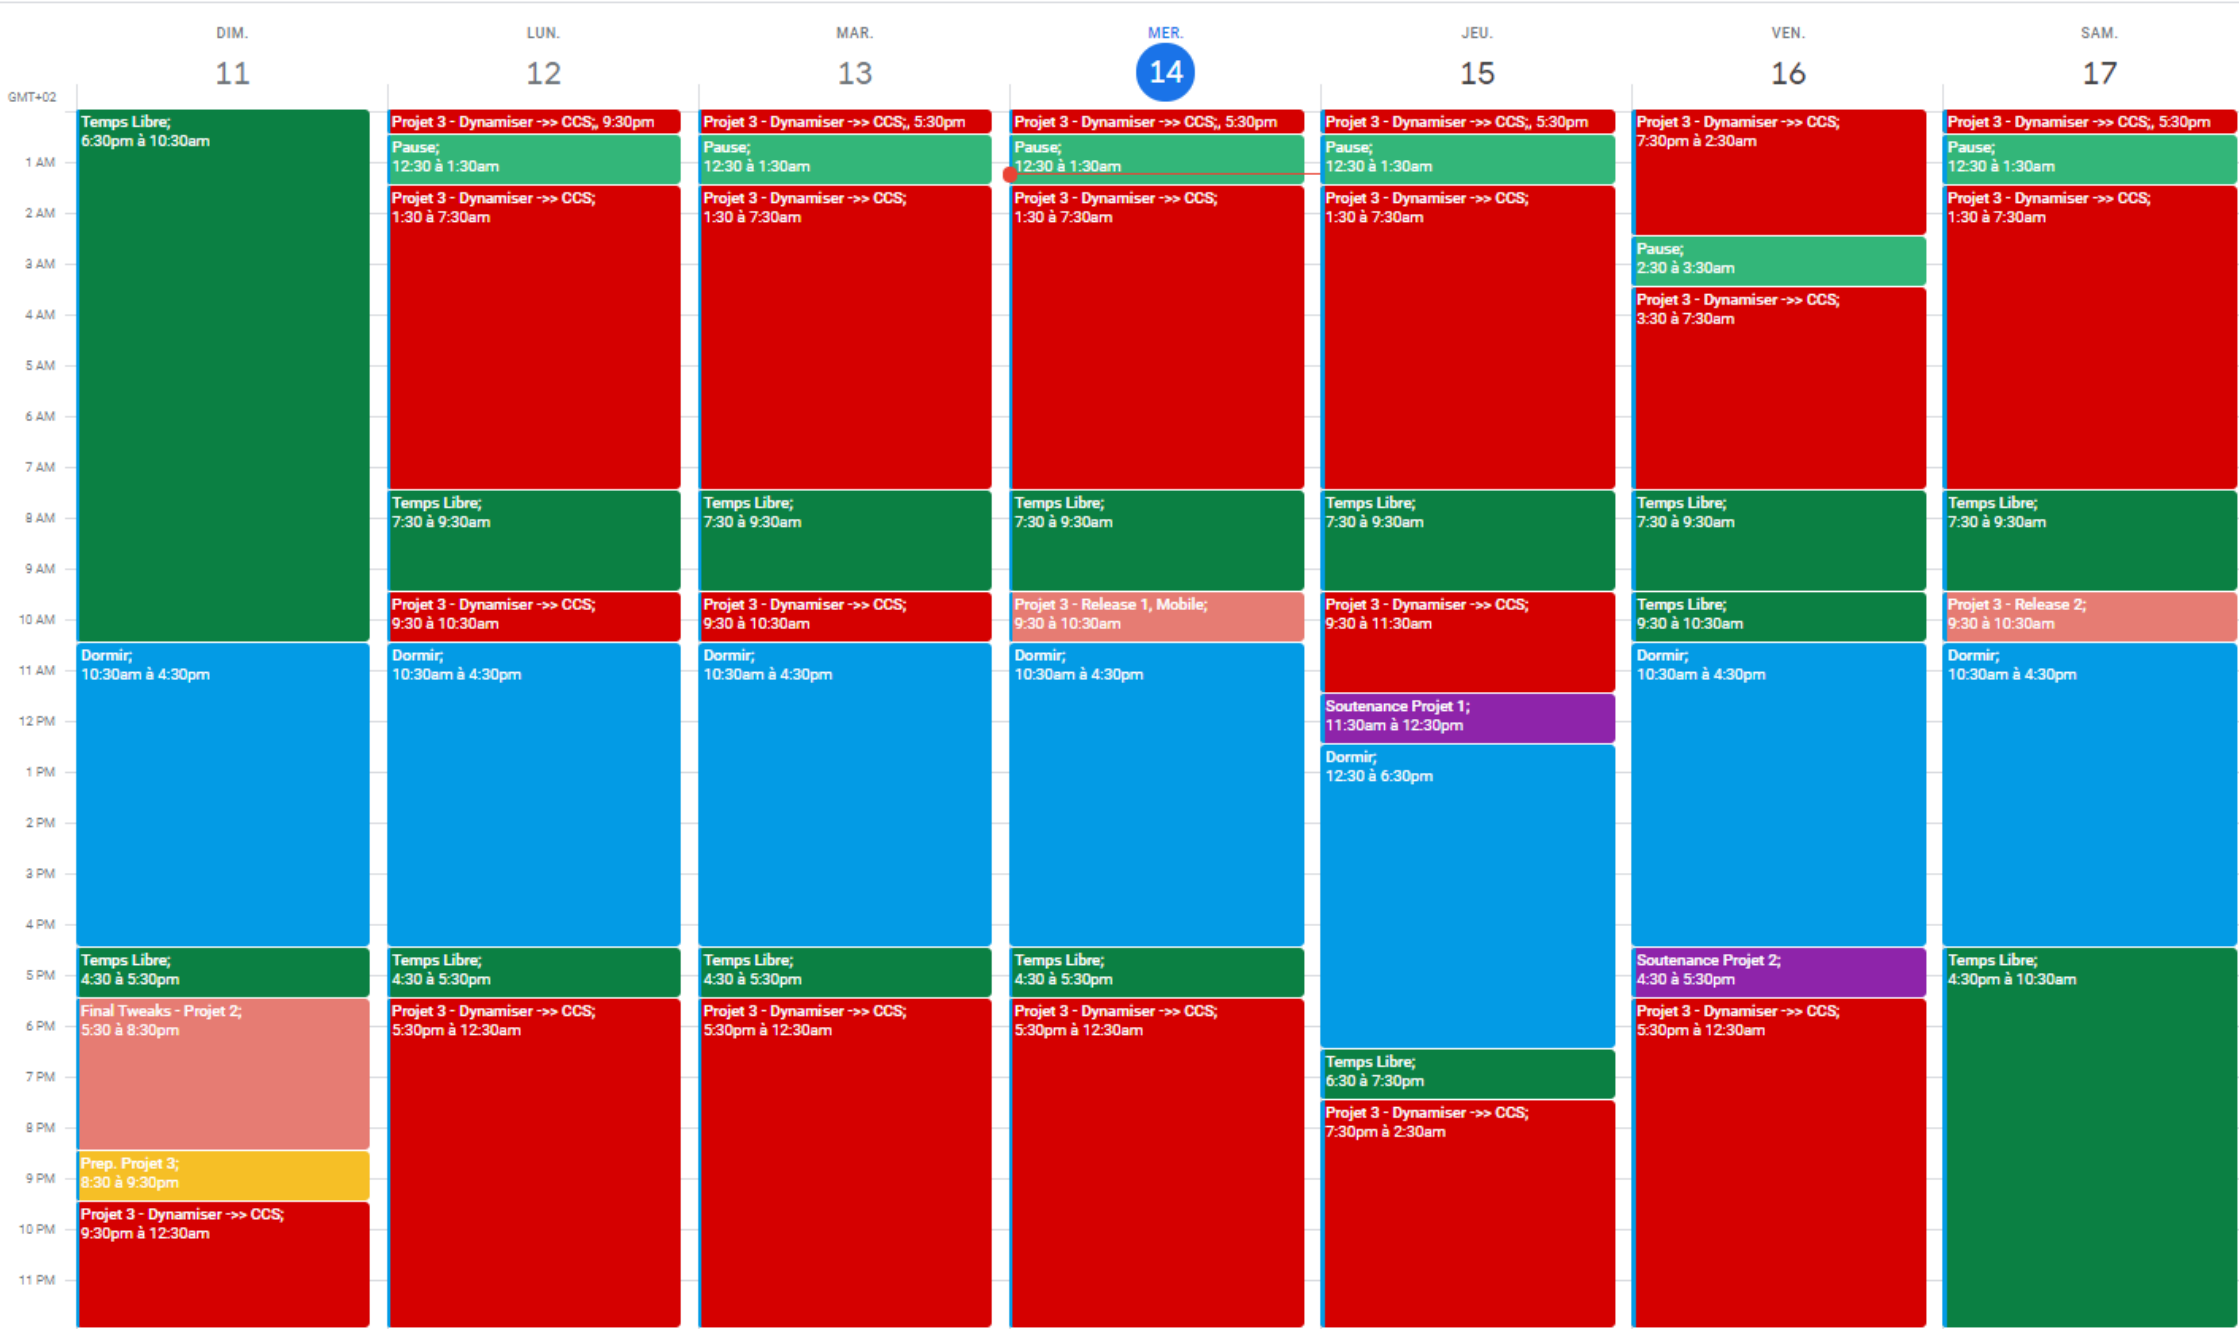 DIM.
11
LUN.
12
MAR.
13
MER.
14
JEU.
15
VEN.
16
SAM.
17
GMT+02
1 AM
2 AM
3 AM
4 AM
5 AM
6 AM
7 AM
8 AM
9 AM
10 AM
11 AM
12 PM
1 PM
2 PM
3 PM
4 PM
5 PM
6 PM
7 PM
8 PM
9 PM
10 PM
11 PM
Temps Libre;
6:30pm à 10:30am
Dormir;
10:30am à 4:30pm
Temps Libre;
4:30 à 5:30pm
Final Tweaks - Projet 2;
5:30 à 8:30pm
Prep. Projet 3;
8:30 à 9:30pm
Projet 3 - Dynamiser ->> CCS;
9:30pm à 12:30am
Projet 3 - Dynamiser ->> CCS;, 9:30pm
Pause;
12:30 à 1:30am
Projet 3 - Dynamiser ->> CCS;
1:30 à 7:30am
Temps Libre;
7:30 à 9:30am
Projet 3 - Dynamiser ->> CCS;
9:30 à 10:30am
Dormir;
10:30am à 4:30pm
Temps Libre;
4:30 à 5:30pm
Projet 3 - Dynamiser ->> CCS;
5:30pm à 12:30am
Projet 3 - Dynamiser ->> CCS;, 5:30pm
Pause;
12:30 à 1:30am
Projet 3 - Dynamiser ->> CCS;
1:30 à 7:30am
Temps Libre;
7:30 à 9:30am
Projet 3 - Dynamiser ->> CCS;
9:30 à 10:30am
Dormir;
10:30am à 4:30pm
Temps Libre;
4:30 à 5:30pm
Projet 3 - Dynamiser ->> CCS;
5:30pm à 12:30am
Projet 3 - Dynamiser ->> CCS;, 5:30pm
Pause;
12:30 à 1:30am
Projet 3 - Dynamiser ->> CCS;
1:30 à 7:30am
Temps Libre;
7:30 à 9:30am
Projet 3 - Release 1, Mobile;
9:30 à 10:30am
Dormir;
10:30am à 4:30pm
Temps Libre;
4:30 à 5:30pm
Projet 3 - Dynamiser ->> CCS;
5:30pm à 12:30am
Projet 3 - Dynamiser ->> CCS;, 5:30pm
Pause;
12:30 à 1:30am
Projet 3 - Dynamiser ->> CCS;
1:30 à 7:30am
Temps Libre;
7:30 à 9:30am
Projet 3 - Dynamiser ->> CCS;
9:30 à 11:30am
Soutenance Projet 1;
11:30am à 12:30pm
Dormir;
12:30 à 6:30pm
Temps Libre;
6:30 à 7:30pm
Projet 3 - Dynamiser ->> CCS;
7:30pm à 2:30am
Projet 3 - Dynamiser ->> CCS;
7:30pm à 2:30am
Pause;
2:30 à 3:30am
Projet 3 - Dynamiser ->> CCS;
3:30 à 7:30am
Temps Libre;
7:30 à 9:30am
Temps Libre;
9:30 à 10:30am
Dormir;
10:30am à 4:30pm
Soutenance Projet 2;
4:30 à 5:30pm
Projet 3 - Dynamiser ->> CCS;
5:30pm à 12:30am
Projet 3 - Dynamiser ->> CCS;, 5:30pm
Pause;
12:30 à 1:30am
Projet 3 - Dynamiser ->> CCS;
1:30 à 7:30am
Temps Libre;
7:30 à 9:30am
Projet 3 - Release 2;
9:30 à 10:30am
Dormir;
10:30am à 4:30pm
Temps Libre;
4:30pm à 10:30am